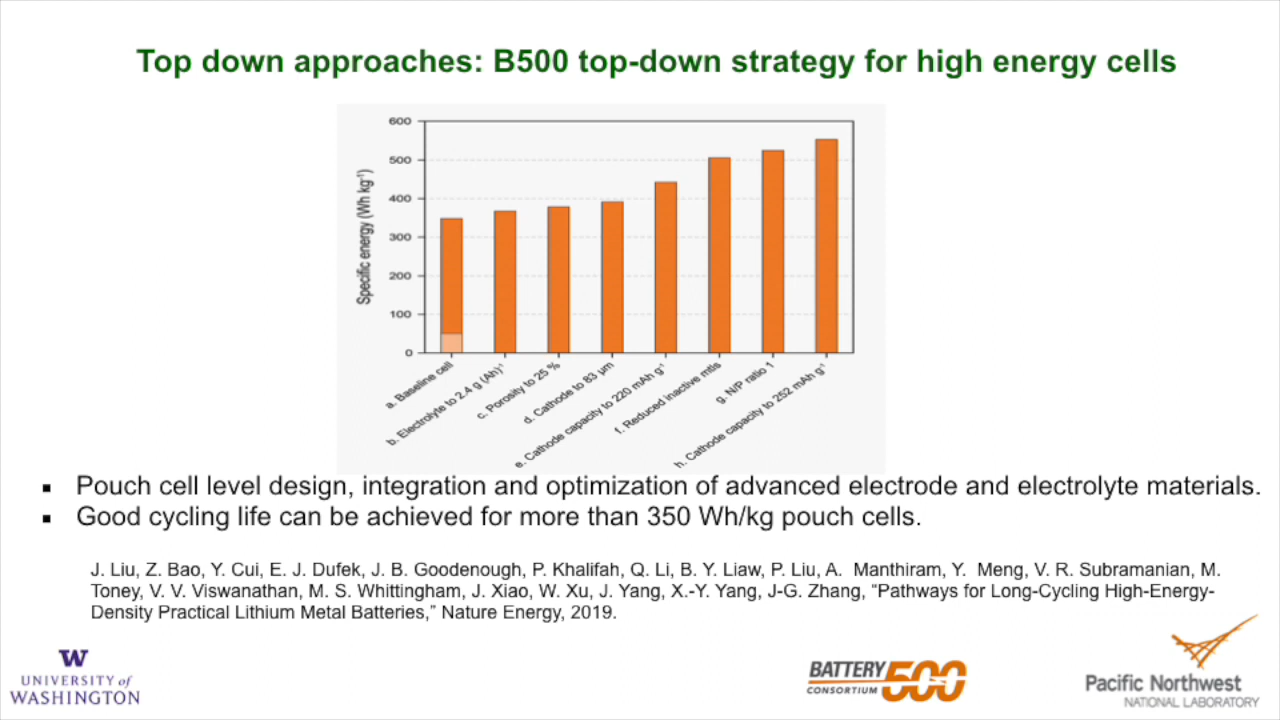 Top down approaches: B500 top-down strategy for high energy cells
600
500
400
300
200
100
0
Specific energy (Wh kg⁻¹)
a. Baseline cell
b. Electrolyte to 2.4 g (Ah)⁻¹
c. Porosity to 25 %
d. Cathode to 83 μm
e. Cathode capacity to 220 mAh g⁻¹
f. Reduced inactive mtls
g. N/P ratio 1
h. Cathode capacity to 252 mAh g⁻¹
▪ Pouch cell level design, integration and optimization of advanced electrode and electrolyte materials.
▪ Good cycling life can be achieved for more than 350 Wh/kg pouch cells.
J. Liu, Z. Bao, Y. Cui, E. J. Dufek, J. B. Goodenough, P. Khalifah, Q. Li, B. Y. Liaw, P. Liu, A. Manthiram, Y. Meng, V. R. Subramanian, M.
Toney, V. V. Viswanathan, M. S. Whittingham, J. Xiao, W. Xu, J. Yang, X.-Y. Yang, J-G. Zhang, “Pathways for Long-Cycling High-Energy-
Density Practical Lithium Metal Batteries,” Nature Energy, 2019.
W
UNIVERSITY of
WASHINGTON
BATTERY
CONSORTIUM
500
Pacific Northwest
NATIONAL LABORATORY